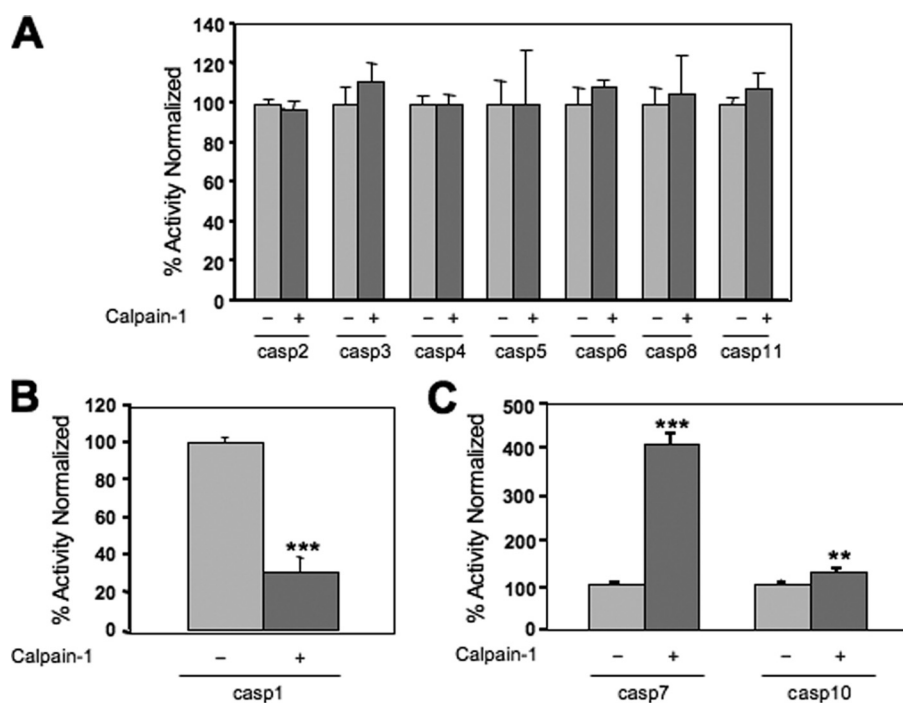 A
% Activity Normalized
140
120
100
80
60
40
20
0
Calpain-1 – + – + – + – + – + – + – +
casp2 casp3 casp4 casp5 casp6 casp8 casp11
B
% Activity Normalized
120
100
80
60
40
20
0
***
Calpain-1 – +
casp1
C
% Activity Normalized
500
400
300
200
100
0
***
**
Calpain-1 – + – +
casp7 casp10